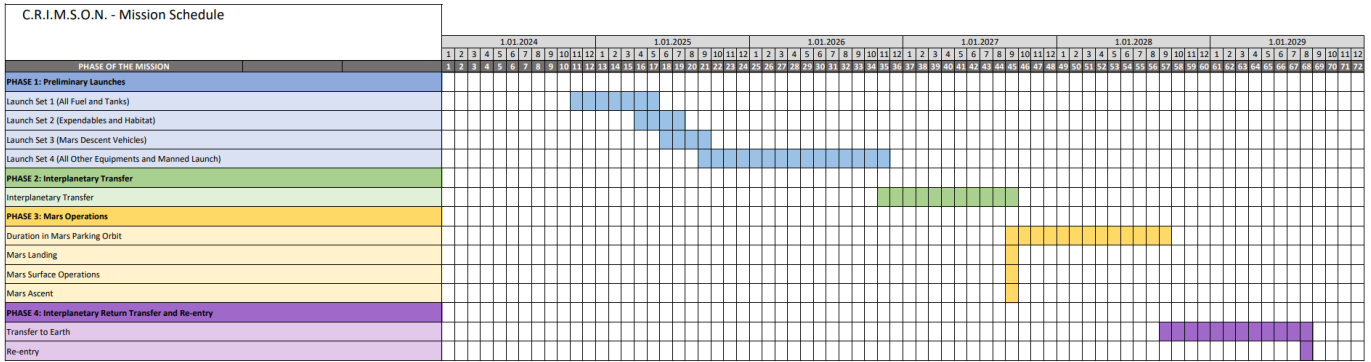 C.R.I.M.S.O.N. - Mission Schedule
1.01.2024 1.01.2025 1.01.2026 1.01.2027 1.01.2028 1.01.2029
1 2 3 4 5 6 7 8 9 10 11 12 1 2 3 4 5 6 7 8 9 10 11 12 1 2 3 4 5 6 7 8 9 10 11 12 1 2 3 4 5 6 7 8 9 10 11 12 1 2 3 4 5 6 7 8 9 10 11 12 1 2 3 4 5 6 7 8 9 10 11 12
PHASE OF THE MISSION 1 2 3 4 5 6 7 8 9 10 11 12 13 14 15 16 17 18 19 20 21 22 23 24 25 26 27 28 29 30 31 32 33 34 35 36 37 38 39 40 41 42 43 44 45 46 47 48 49 50 51 52 53 54 55 56 57 58 59 60 61 62 63 64 65 66 67 68 69 70 71 72
PHASE 1: Preliminary Launches
Launch Set 1 (All Fuel and Tanks)
Launch Set 2 (Expendables and Habitat)
Launch Set 3 (Mars Descent Vehicles)
Launch Set 4 (All Other Equipments and Manned Launch)
PHASE 2: Interplanetary Transfer
Interplanetary Transfer
PHASE 3: Mars Operations
Duration in Mars Parking Orbit
Mars Landing
Mars Surface Operations
Mars Ascent
PHASE 4: Interplanetary Return Transfer and Re-entry
Transfer to Earth
Re-entry